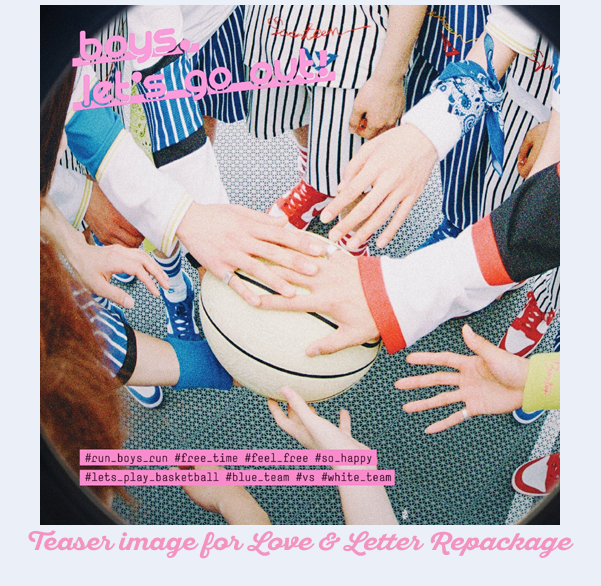 boys,,
let's go out!
#run_boys_run #free_time #feel_free #so_happy
#lets_play_basketball #blue_team #vs #white_team
Teaser image for Love & Letter Repackage